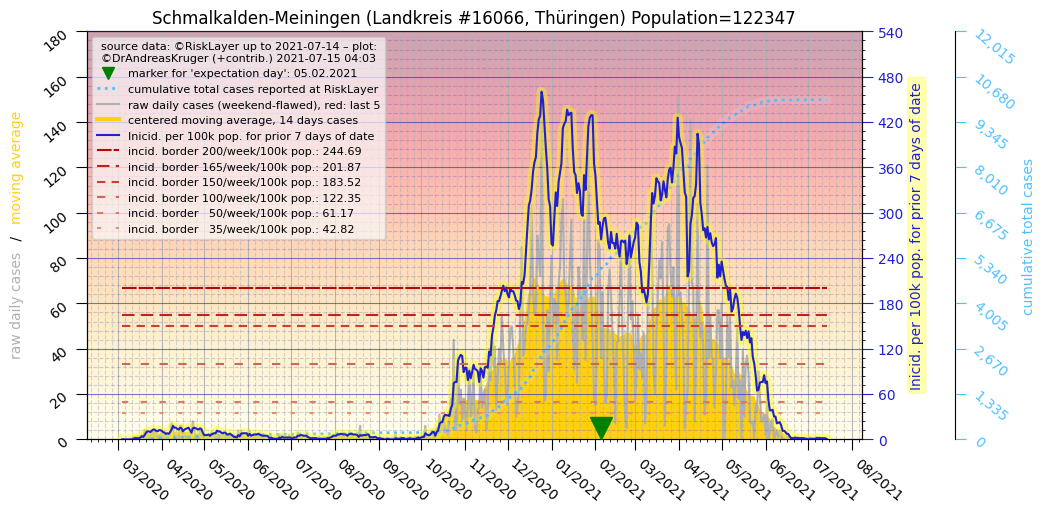 Schmalkalden-Meiningen (Landkreis #16066, Thüringen) Population=122347
source data: ©RiskLayer up to 2021-07-14 – plot:
©DrAndreasKruger (+contrib.) 2021-07-15 04:03
marker for 'expectation day': 05.02.2021
cumulative total cases reported at RiskLayer
raw daily cases (weekend-flawed), red: last 5
centered moving average, 14 days cases
Inicid. per 100k pop. for prior 7 days of date
incid. border 200/week/100k pop.: 244.69
incid. border 165/week/100k pop.: 201.87
incid. border 150/week/100k pop.: 183.52
incid. border 100/week/100k pop.: 122.35
incid. border   50/week/100k pop.: 61.17
incid. border   35/week/100k pop.: 42.82
raw daily cases / moving average
180
160
140
120
100
80
60
40
20
0
03/2020
04/2020
05/2020
06/2020
07/2020
08/2020
09/2020
10/2020
11/2020
12/2020
01/2021
02/2021
03/2021
04/2021
05/2021
06/2021
07/2021
08/2021
540
480
420
360
300
240
180
120
60
0
Inicid. per 100k pop. for prior 7 days of date
12,015
10,680
9,345
8,010
6,675
5,340
4,005
2,670
1,335
0
cumulative total cases